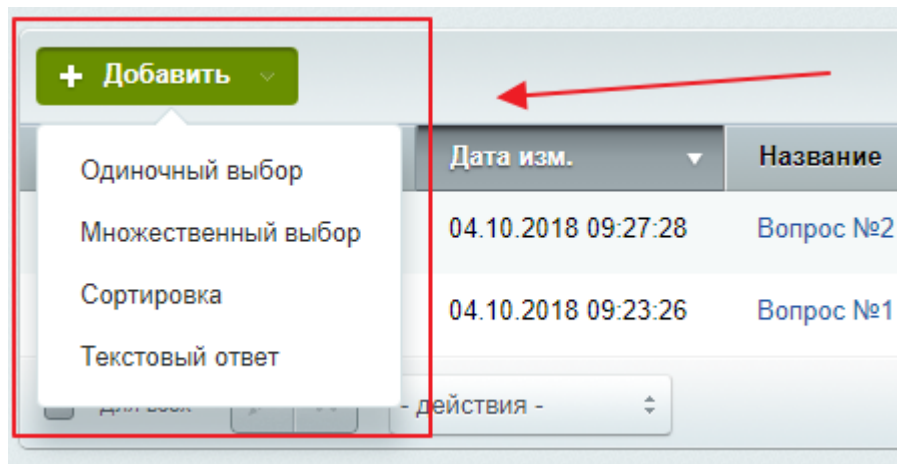 + Добавить
Дата изм.
Название
Одиночный выбор
Множественный выбор
04.10.2018 09:27:28
Вопрос №2
Сортировка
04.10.2018 09:23:26
Вопрос №1
Текстовый ответ
- действия -